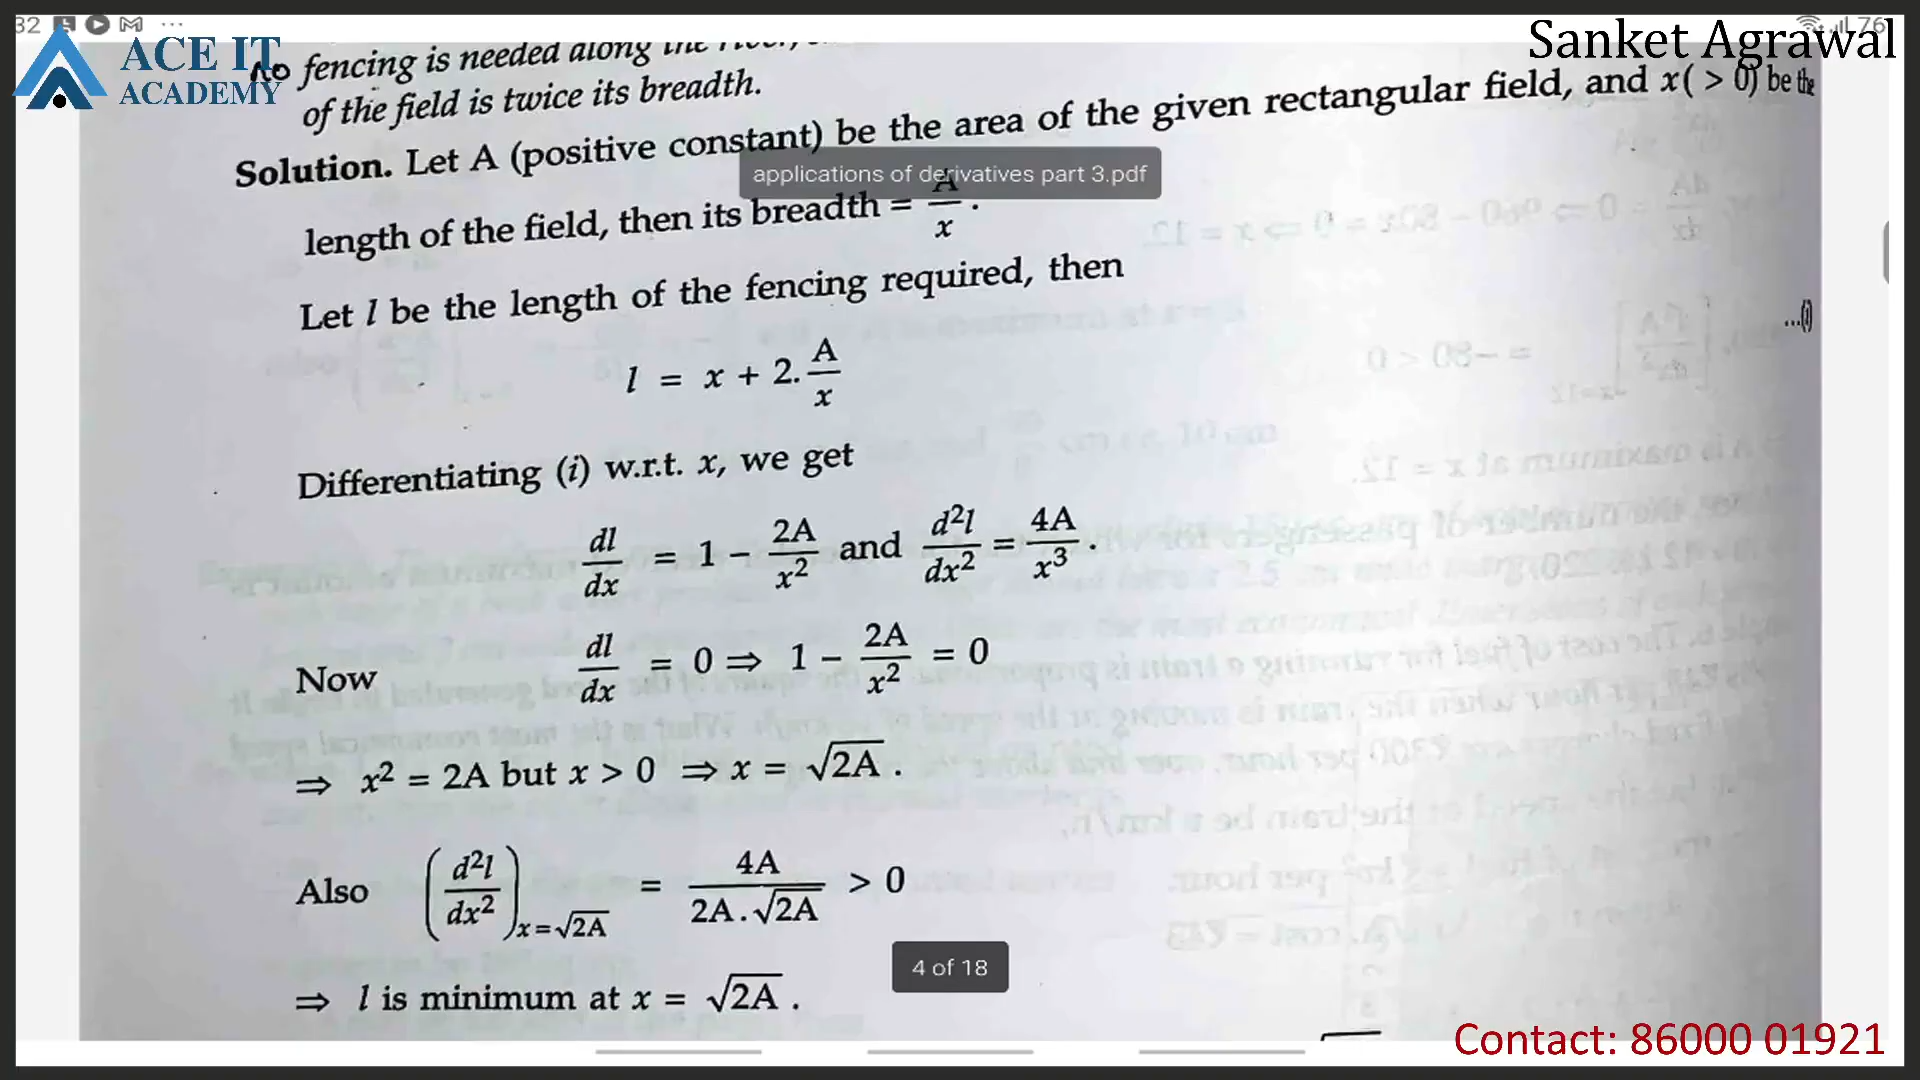 32
76
ACE IT
ACADEMY
Sanket Agrawal
No fencing is needed along the river,
of the field is twice its breadth.
Solution. Let A (positive constant) be the area of the given rectangular field, and x( > 0) be the
applications of derivatives part 3.pdf
length of the field, then its breadth = A/x .
Let l be the length of the fencing required, then
l = x + 2. A/x ...(i)
Differentiating (i) w.r.t. x, we get
dl/dx = 1 − 2A/x² and d²l/dx² = 4A/x³ .
Now dl/dx = 0 ⇒ 1 − 2A/x² = 0
⇒ x² = 2A but x > 0 ⇒ x = √2A .
Also (d²l/dx²)x=√2A = 4A/2A.√2A > 0
4 of 18
⇒ l is minimum at x = √2A .
Contact: 86000 01921